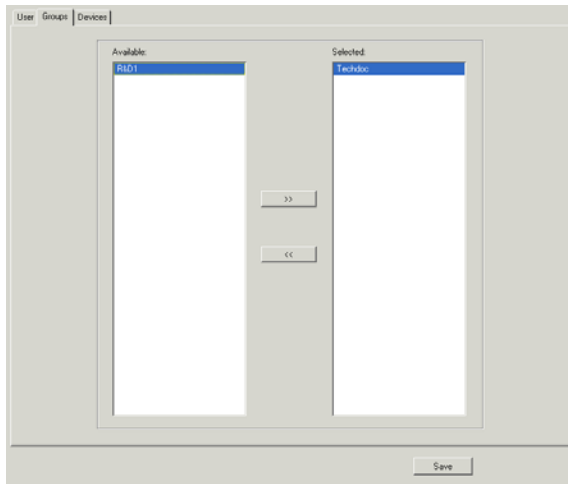 User Groups Devices
Available: Selected:
R&D1 Techdoc
>>
<<
Save